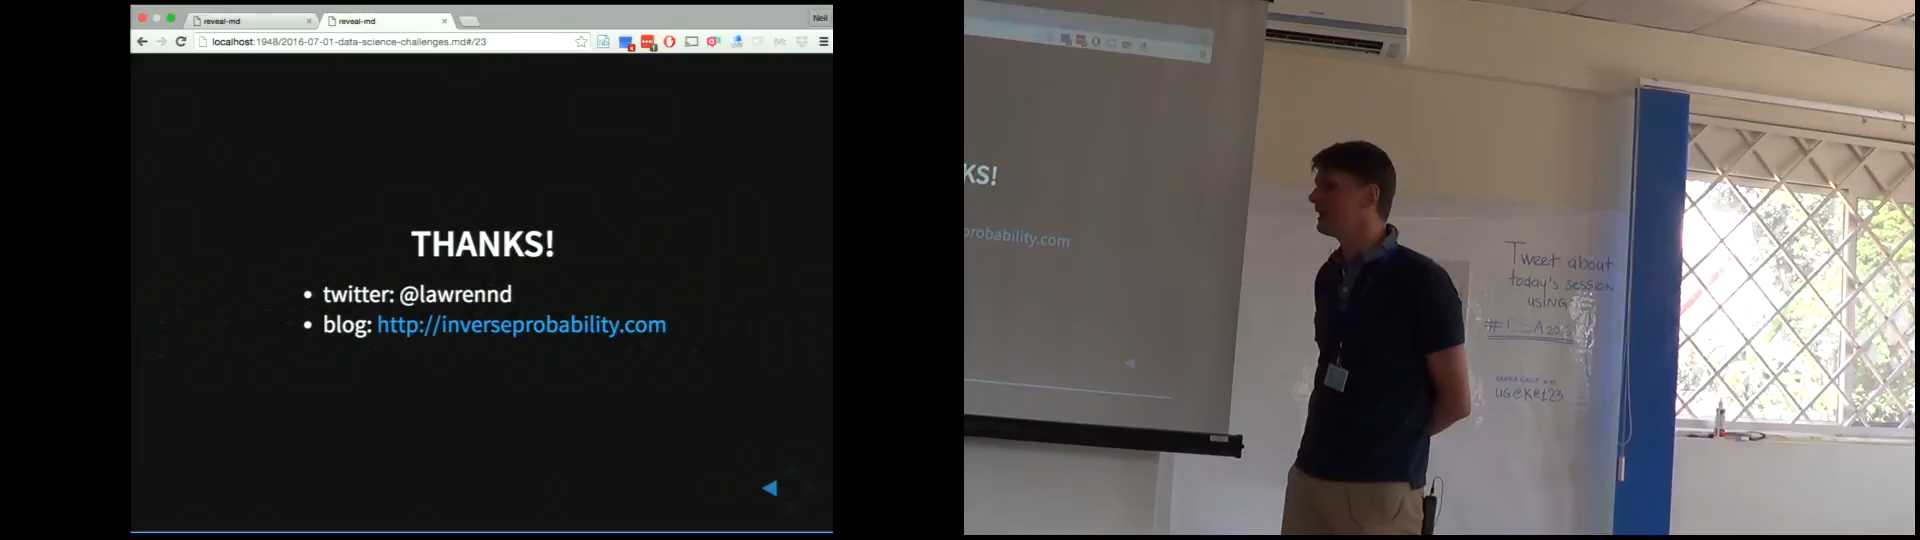 reveal-md
reveal-md
Neil
localhost:1948/2016-07-01-data-science-challenges.md#/23
THANKS!
• twitter: @lawrennd
• blog: http://inverseprobability.com
KS!
probability.com
Tweet about
today's session
USING